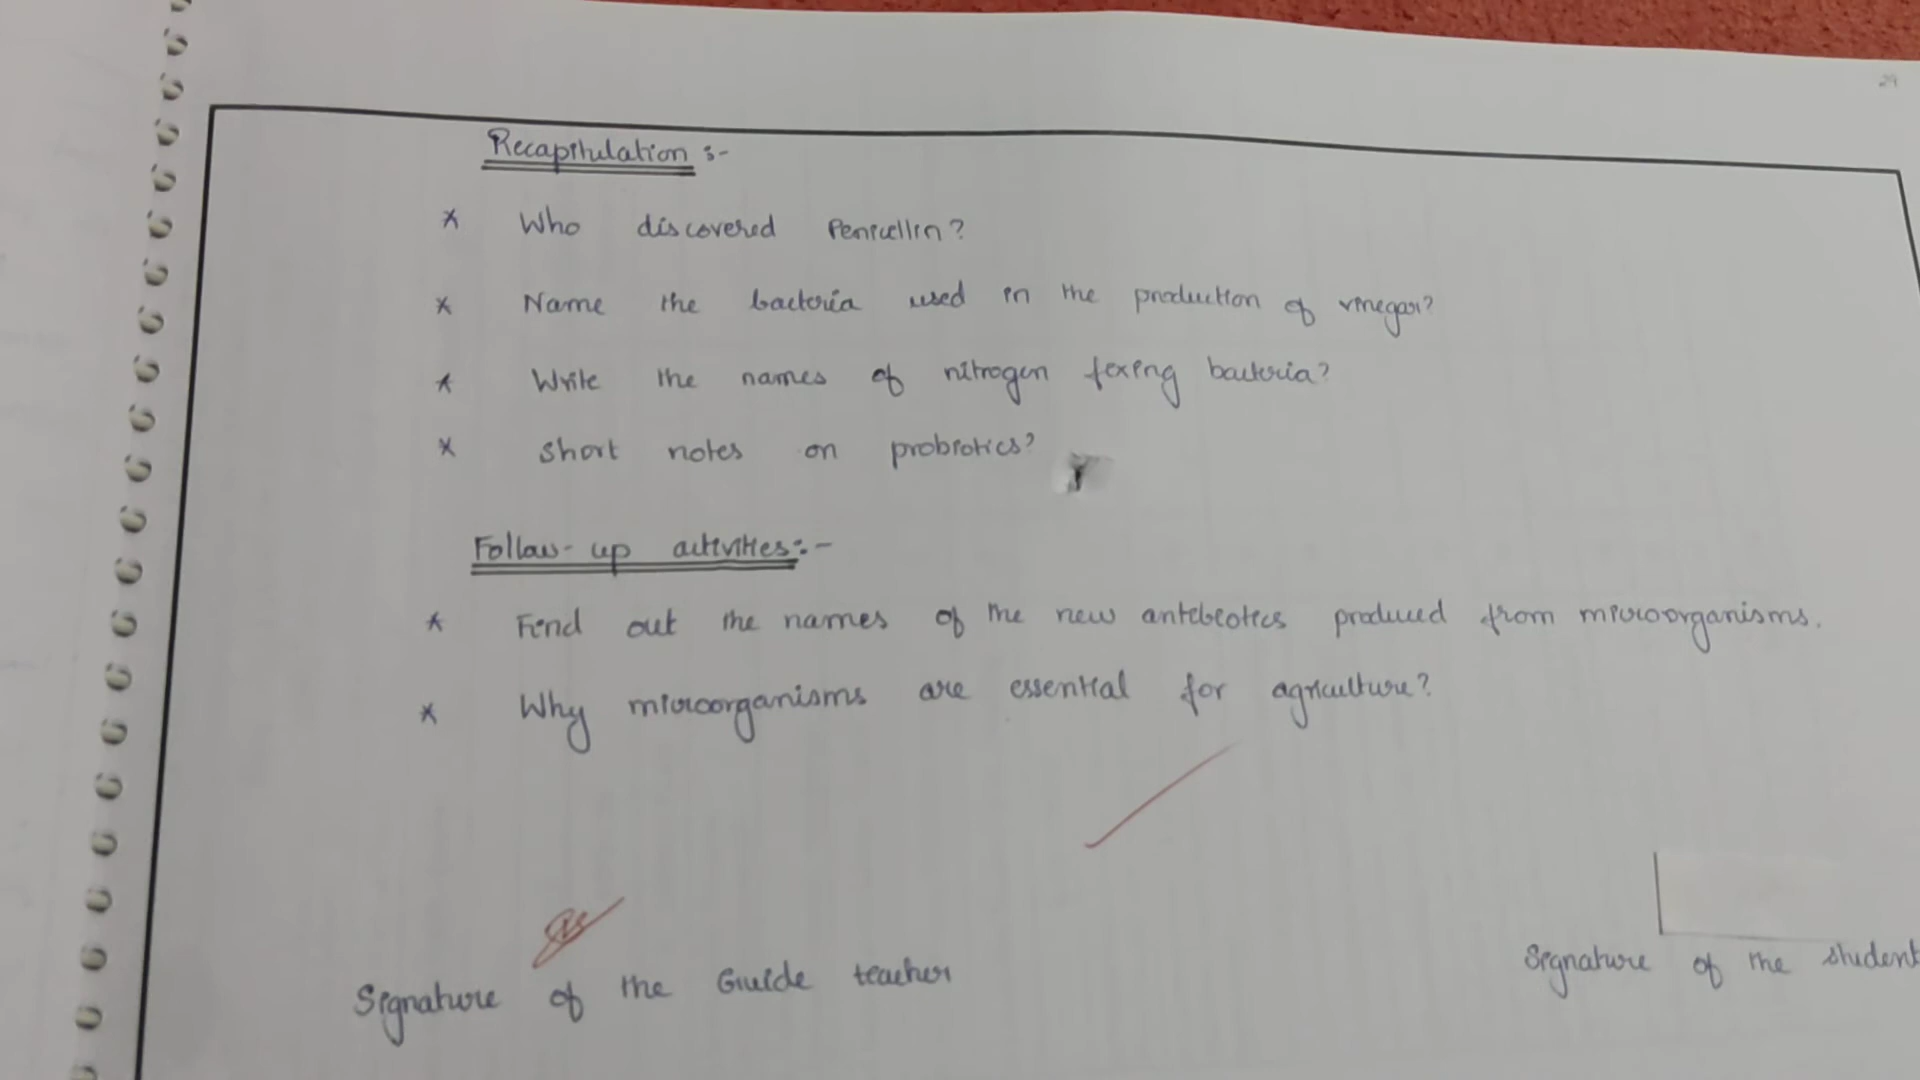 29
Recapitulation :-
* Who discovered Penicellin?
* Name the bacteria used in the production of vinegar?
* Write the names of nitrogen fixing bacteria?
* Short notes on probiotics?
Follow-up activities:-
* Find out the names of the new antibiotics produced from microorganisms.
* Why microorganisms are essential for agriculture?
Signature of the Guide teacher
Signature of the student